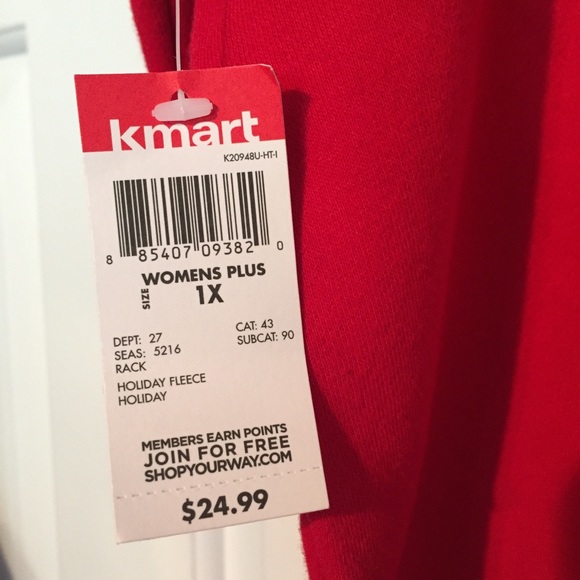 kmart
K20948U-HT-I
8 85407 09382 0
SIZE
WOMENS PLUS
1X
DEPT: 27 CAT: 43
SEAS: 5216 SUBCAT: 90
RACK
HOLIDAY FLEECE
HOLIDAY
MEMBERS EARN POINTS
JOIN FOR FREE
SHOPYOURWAY.COM
$24.99